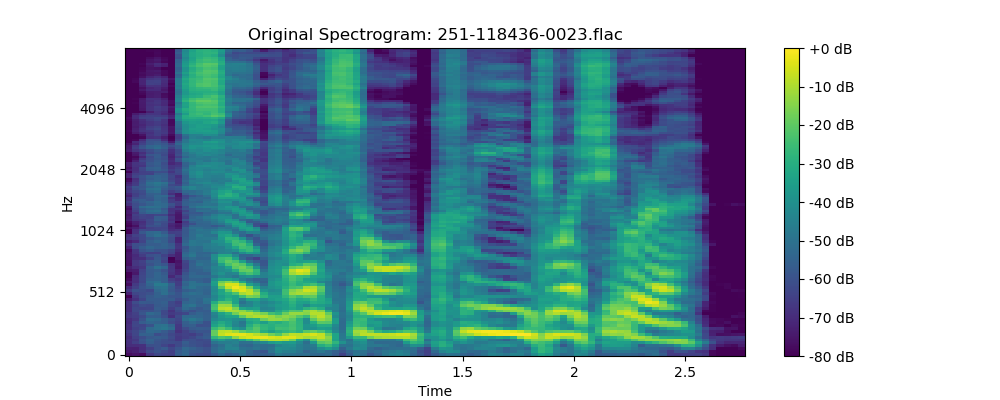 Original Spectrogram: 251-118436-0023.flac
Hz
4096
2048
1024
512
0
0
0.5
1
1.5
2
2.5
Time
+0 dB
-10 dB
-20 dB
-30 dB
-40 dB
-50 dB
-60 dB
-70 dB
-80 dB